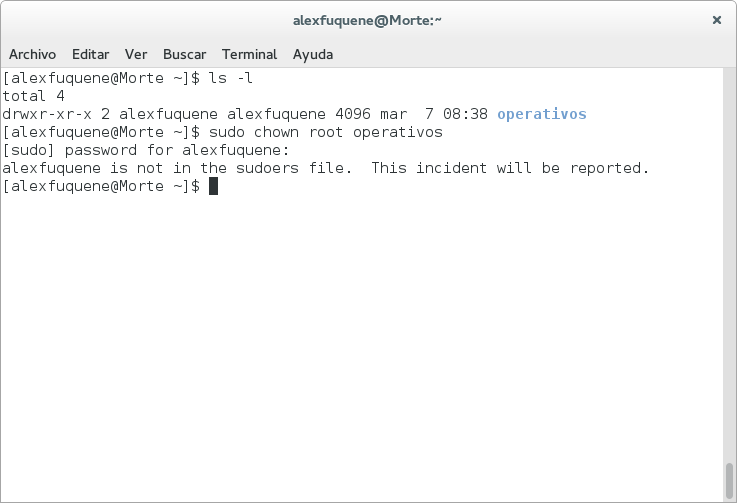 alexfuquene@Morte:~
Archivo Editar Ver Buscar Terminal Ayuda
[alexfuquene@Morte ~]$ ls -l
total 4
drwxr-xr-x 2 alexfuquene alexfuquene 4096 mar  7 08:38 operativos
[alexfuquene@Morte ~]$ sudo chown root operativos
[sudo] password for alexfuquene:
alexfuquene is not in the sudoers file.  This incident will be reported.
[alexfuquene@Morte ~]$